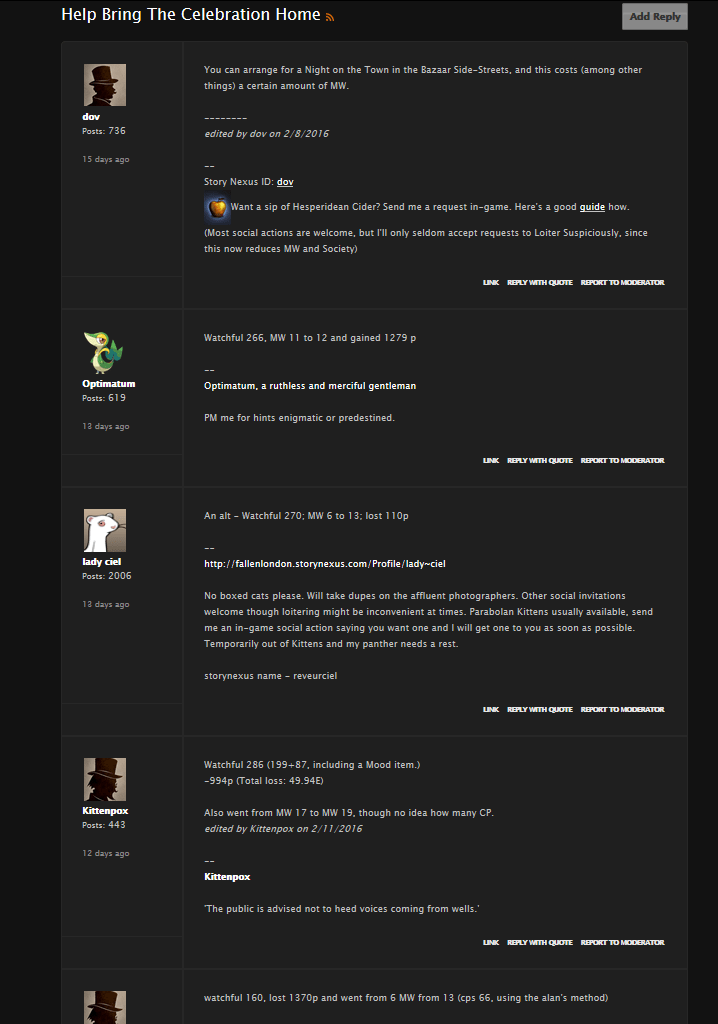 Help Bring The Celebration Home
Add Reply
dov
Posts: 736
15 days ago
You can arrange for a Night on the Town in the Bazaar Side-Streets, and this costs (among other
things) a certain amount of MW.
--------
edited by dov on 2/8/2016
--
Story Nexus ID: dov
Want a sip of Hesperidean Cider? Send me a request in-game. Here's a good guide how.
(Most social actions are welcome, but I'll only seldom accept requests to Loiter Suspiciously, since
this now reduces MW and Society)
LINK REPLY WITH QUOTE REPORT TO MODERATOR
Optimatum
Posts: 619
13 days ago
Watchful 266, MW 11 to 12 and gained 1279 p
--
Optimatum, a ruthless and merciful gentleman
PM me for hints enigmatic or predestined.
LINK REPLY WITH QUOTE REPORT TO MODERATOR
lady ciel
Posts: 2006
13 days ago
An alt - Watchful 270; MW 6 to 13; lost 110p
--
http://fallenlondon.storynexus.com/Profile/lady~ciel
No boxed cats please. Will take dupes on the affluent photographers. Other social invitations
welcome though loitering might be inconvenient at times. Parabolan Kittens usually available, send
me an in-game social action saying you want one and I will get one to you as soon as possible.
Temporarily out of Kittens and my panther needs a rest.
storynexus name - reveurciel
LINK REPLY WITH QUOTE REPORT TO MODERATOR
Kittenpox
Posts: 443
12 days ago
Watchful 286 (199+87, including a Mood item.)
-994p (Total loss: 49.94E)
Also went from MW 17 to MW 19, though no idea how many CP.
edited by Kittenpox on 2/11/2016
--
Kittenpox
'The public is advised not to heed voices coming from wells.'
LINK REPLY WITH QUOTE REPORT TO MODERATOR
watchful 160, lost 1370p and went from 6 MW from 13 (cps 66, using the alan's method)